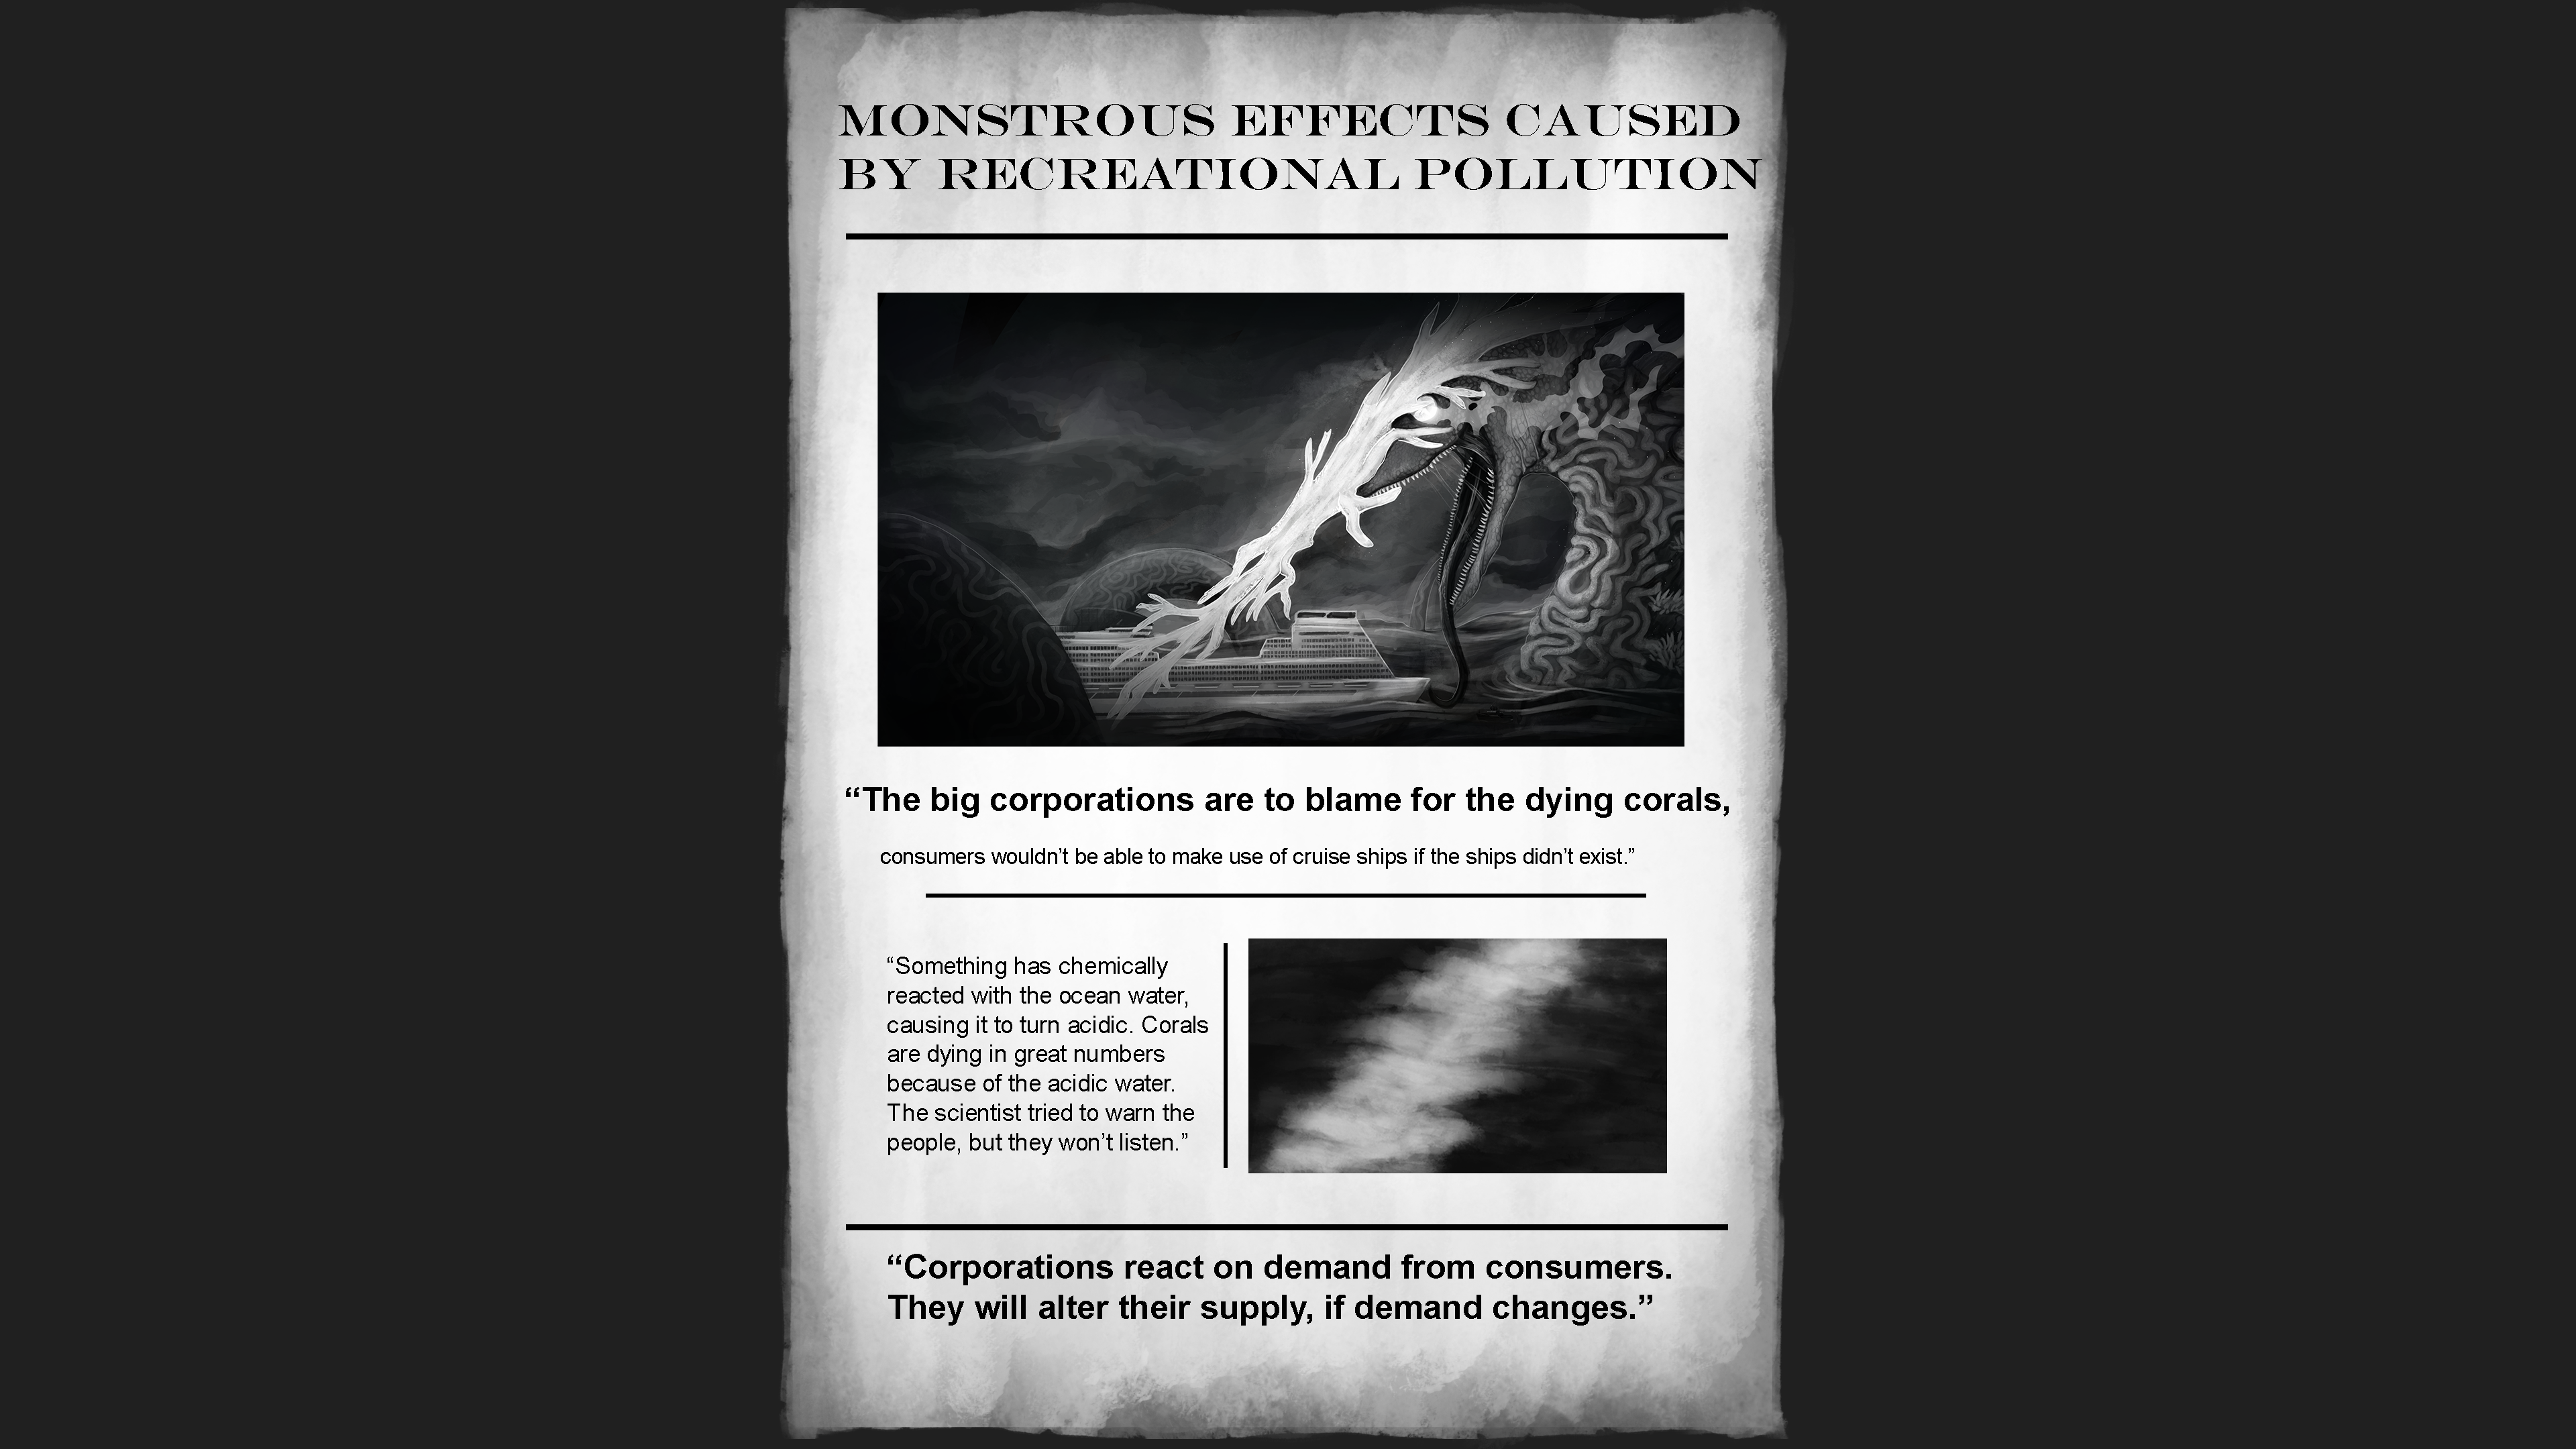 MONSTROUS EFFECTS CAUSED
BY RECREATIONAL POLLUTION
“The big corporations are to blame for the dying corals,
consumers wouldn’t be able to make use of cruise ships if the ships didn’t exist.”
“Something has chemically
reacted with the ocean water,
causing it to turn acidic. Corals
are dying in great numbers
because of the acidic water.
The scientist tried to warn the
people, but they won’t listen.”
“Corporations react on demand from consumers.
They will alter their supply, if demand changes.”